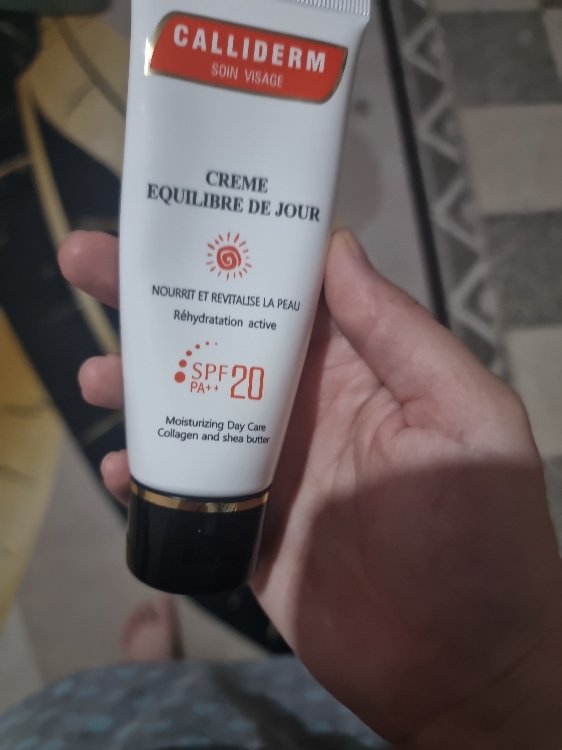 CALLIDERM
SOIN VISAGE
CREME
EQUILIBRE DE JOUR
NOURRIT ET REVITALISE LA PEAU
Réhydratation active
SPF 20
PA++
Moisturizing Day Care
Collagen and shea butter